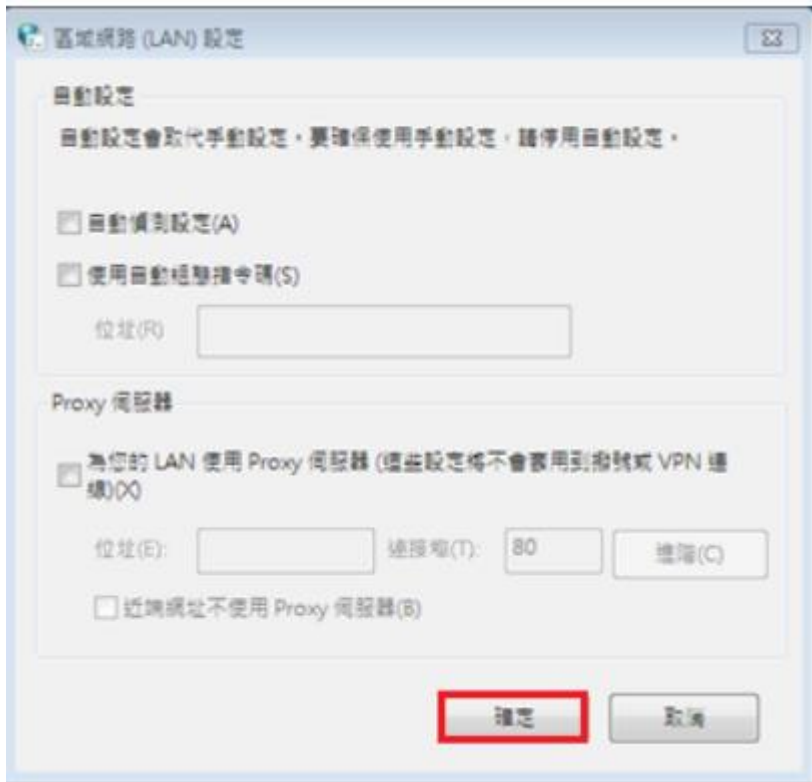 區域網路 (LAN) 設定
自動設定
自動設定會取代手動設定。要確保使用手動設定，請停用自動設定。
自動偵測設定(A)
使用自動組態指令碼(S)
位址(R)
Proxy 伺服器
為您的 LAN 使用 Proxy 伺服器 (這些設定將不會套用到撥號或 VPN 連
線)(X)
位址(E): 連接埠(T): 80 進階(C)
近端網址不使用 Proxy 伺服器(B)
確定 取消